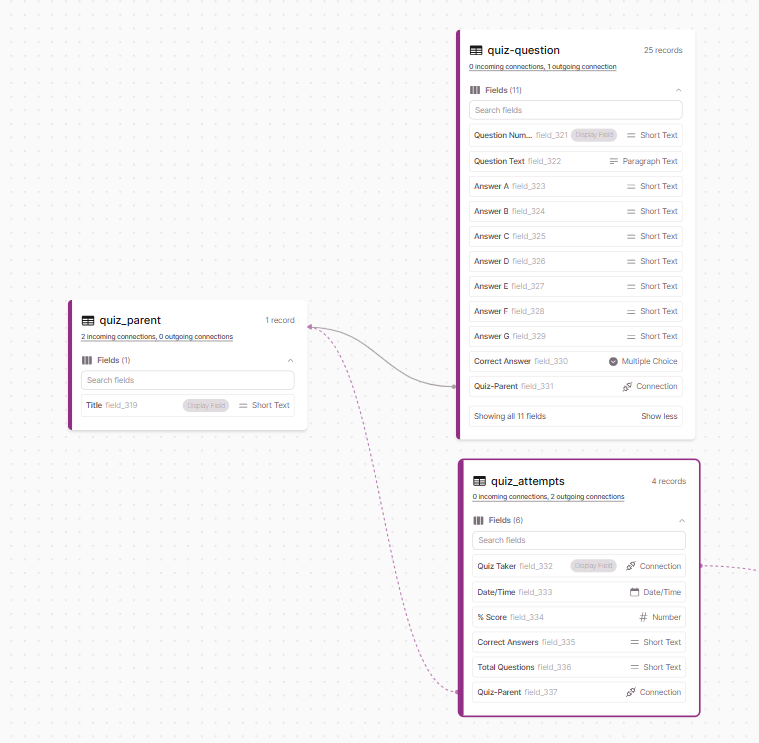 quiz-question 25 records
0 incoming connections, 1 outgoing connection
Fields (11)
Search fields
Question Num... field_321 Display Field Short Text
Question Text field_322 Paragraph Text
Answer A field_323 Short Text
Answer B field_324 Short Text
Answer C field_325 Short Text
Answer D field_326 Short Text
Answer E field_327 Short Text
Answer F field_328 Short Text
Answer G field_329 Short Text
Correct Answer field_330 Multiple Choice
Quiz-Parent field_331 Connection
Showing all 11 fields Show less
quiz_parent 1 record
2 incoming connections, 0 outgoing connections
Fields (1)
Search fields
Title field_319 Display Field Short Text
quiz_attempts 4 records
0 incoming connections, 2 outgoing connections
Fields (6)
Search fields
Quiz Taker field_332 Display Field Connection
Date/Time field_333 Date/Time
% Score field_334 Number
Correct Answers field_335 Short Text
Total Questions field_336 Short Text
Quiz-Parent field_337 Connection